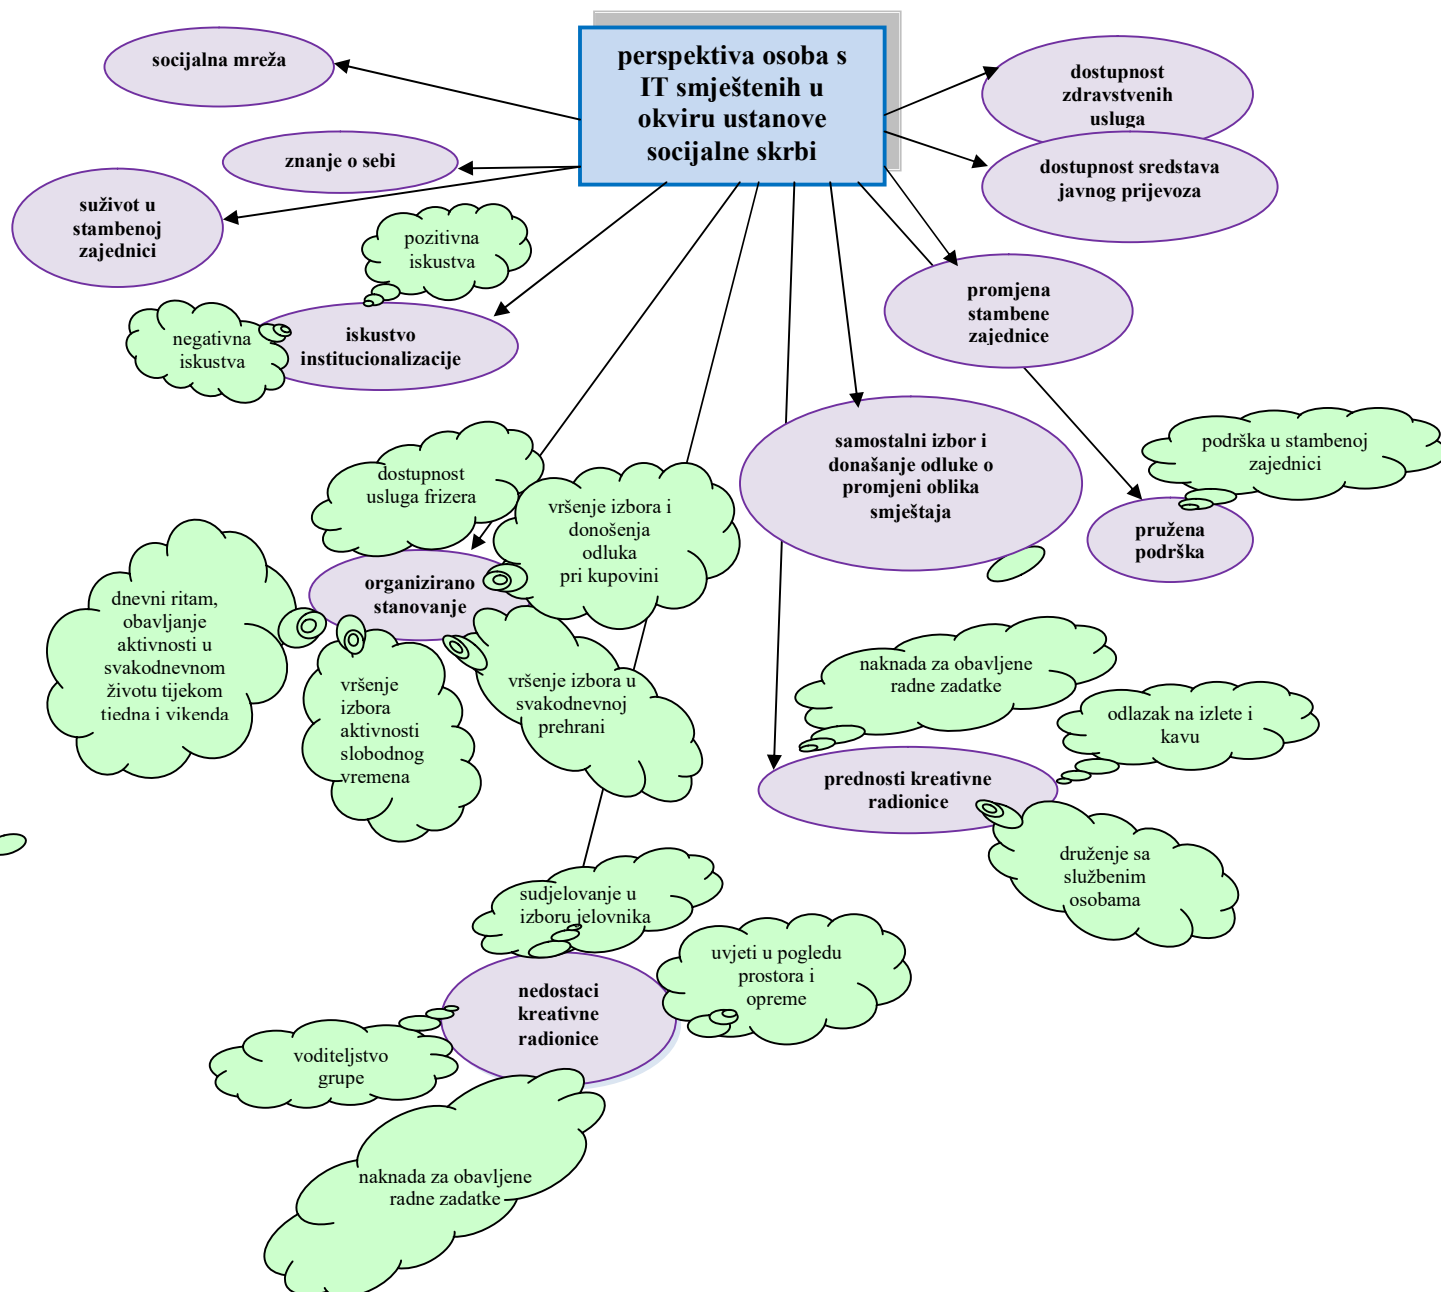 perspektiva osoba s
IT smještenih u
okviru ustanove
socijalne skrbi
socijalna mreža
znanje o sebi
suživot u
stambenoj
zajednici
dostupnost
zdravstvenih
usluga
dostupnost sredstava
javnog prijevoza
pozitivna
iskustva
negativna
iskustva
iskustvo
institucionalizacije
promjena
stambene
zajednice
samostalni izbor i
donašanje odluke o
promjeni oblika
smještaja
podrška u stambenoj
zajednici
pružena
podrška
dostupnost
usluga frizera
vršenje izbora i
donošenja
odluka
pri kupovini
organizirano
stanovanje
dnevni ritam,
obavljanje
aktivnosti u
svakodnevnom
životu tijekom
tjedna i vikenda
vršenje
izbora
aktivnosti
slobodnog
vremena
vršenje izbora u
svakodnevnoj
prehrani
naknada za obavljene
radne zadatke
odlazak na izlete i
kavu
prednosti kreativne
radionice
druženje sa
službenim
osobama
sudjelovanje u
izboru jelovnika
uvjeti u pogledu
prostora i
opreme
nedostaci
kreativne
radionice
voditeljstvo
grupe
naknada za obavljene
radne zadatke